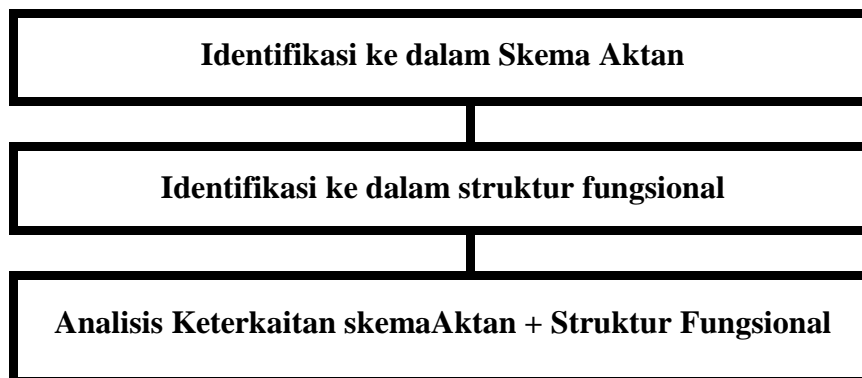 Identifikasi ke dalam Skema Aktan
Identifikasi ke dalam struktur fungsional
Analisis Keterkaitan skemaAktan + Struktur Fungsional